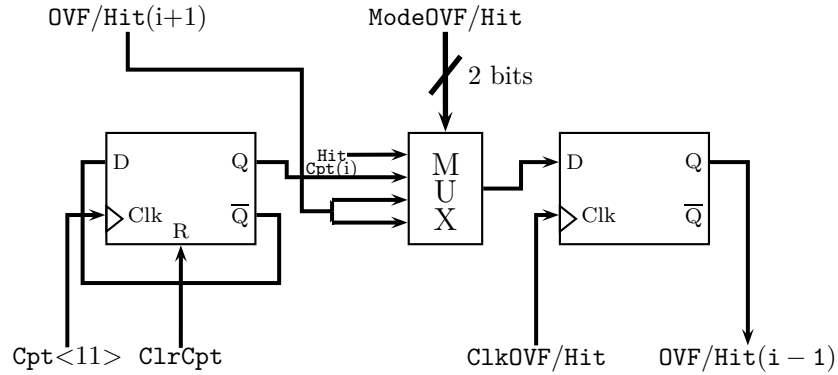 OVF/Hit(i+1)
ModeOVF/Hit
2 bits
D
Q
Clk
Q
R
Hit
Cpt(i)
M
U
X
D
Q
Clk
Q
Cpt<11>
ClrCpt
ClkOVF/Hit
OVF/Hit(i − 1)